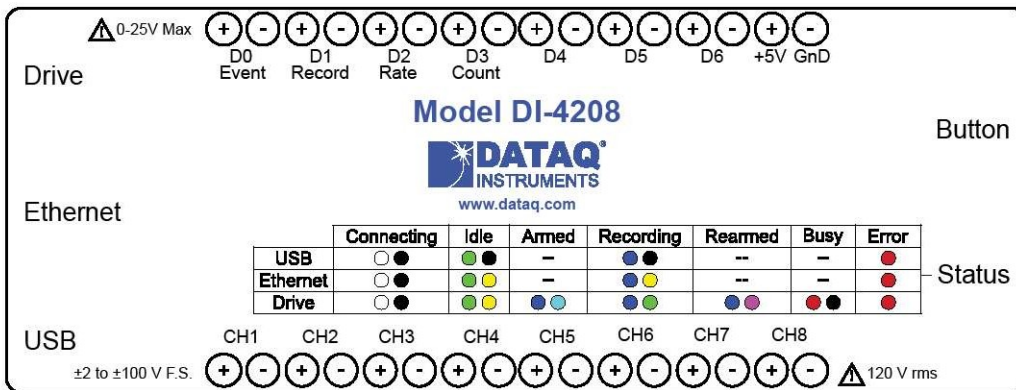 ⚠ 0-25V Max + - + - + - + - + - + - + - + -
D0 D1 D2 D3 D4 D5 D6 +5V GnD
Event Record Rate Count
Drive
Model DI-4208
Button
DATAQ®
INSTRUMENTS
www.dataq.com
Ethernet
Connecting Idle Armed Recording Rearmed Busy Error
USB – -- --
Ethernet – -- --
Drive
Status
USB
CH1 CH2 CH3 CH4 CH5 CH6 CH7 CH8
±2 to ±100 V F.S. + - + - + - + - + - + - + - + - ⚠ 120 V rms